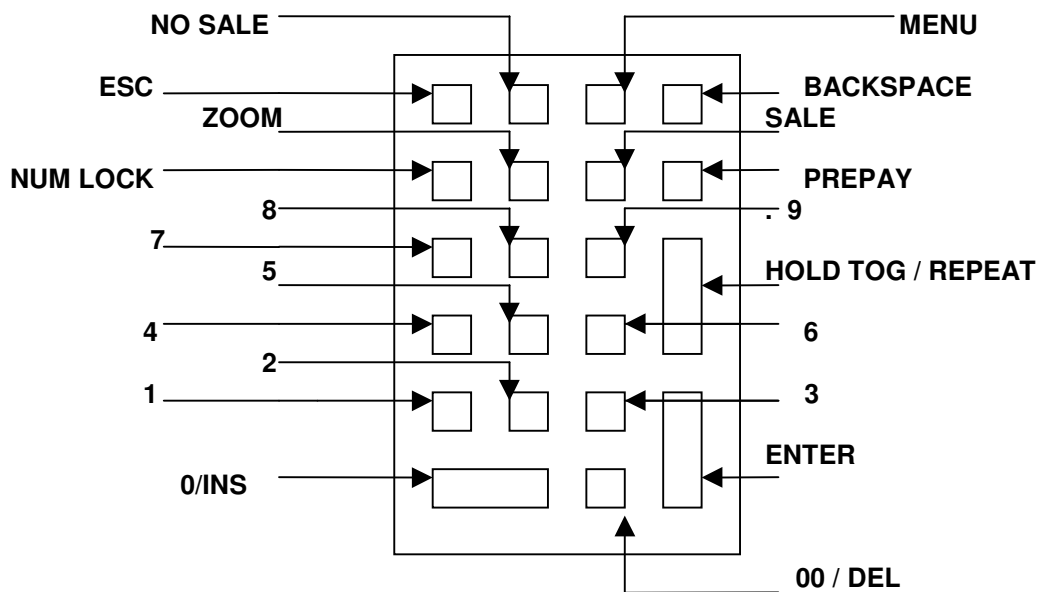 NO SALE
MENU
ESC
BACKSPACE
ZOOM
SALE
NUM LOCK
PREPAY
8
. 9
7
5
HOLD TOG / REPEAT
4
6
2
1
3
ENTER
0/INS
00 / DEL